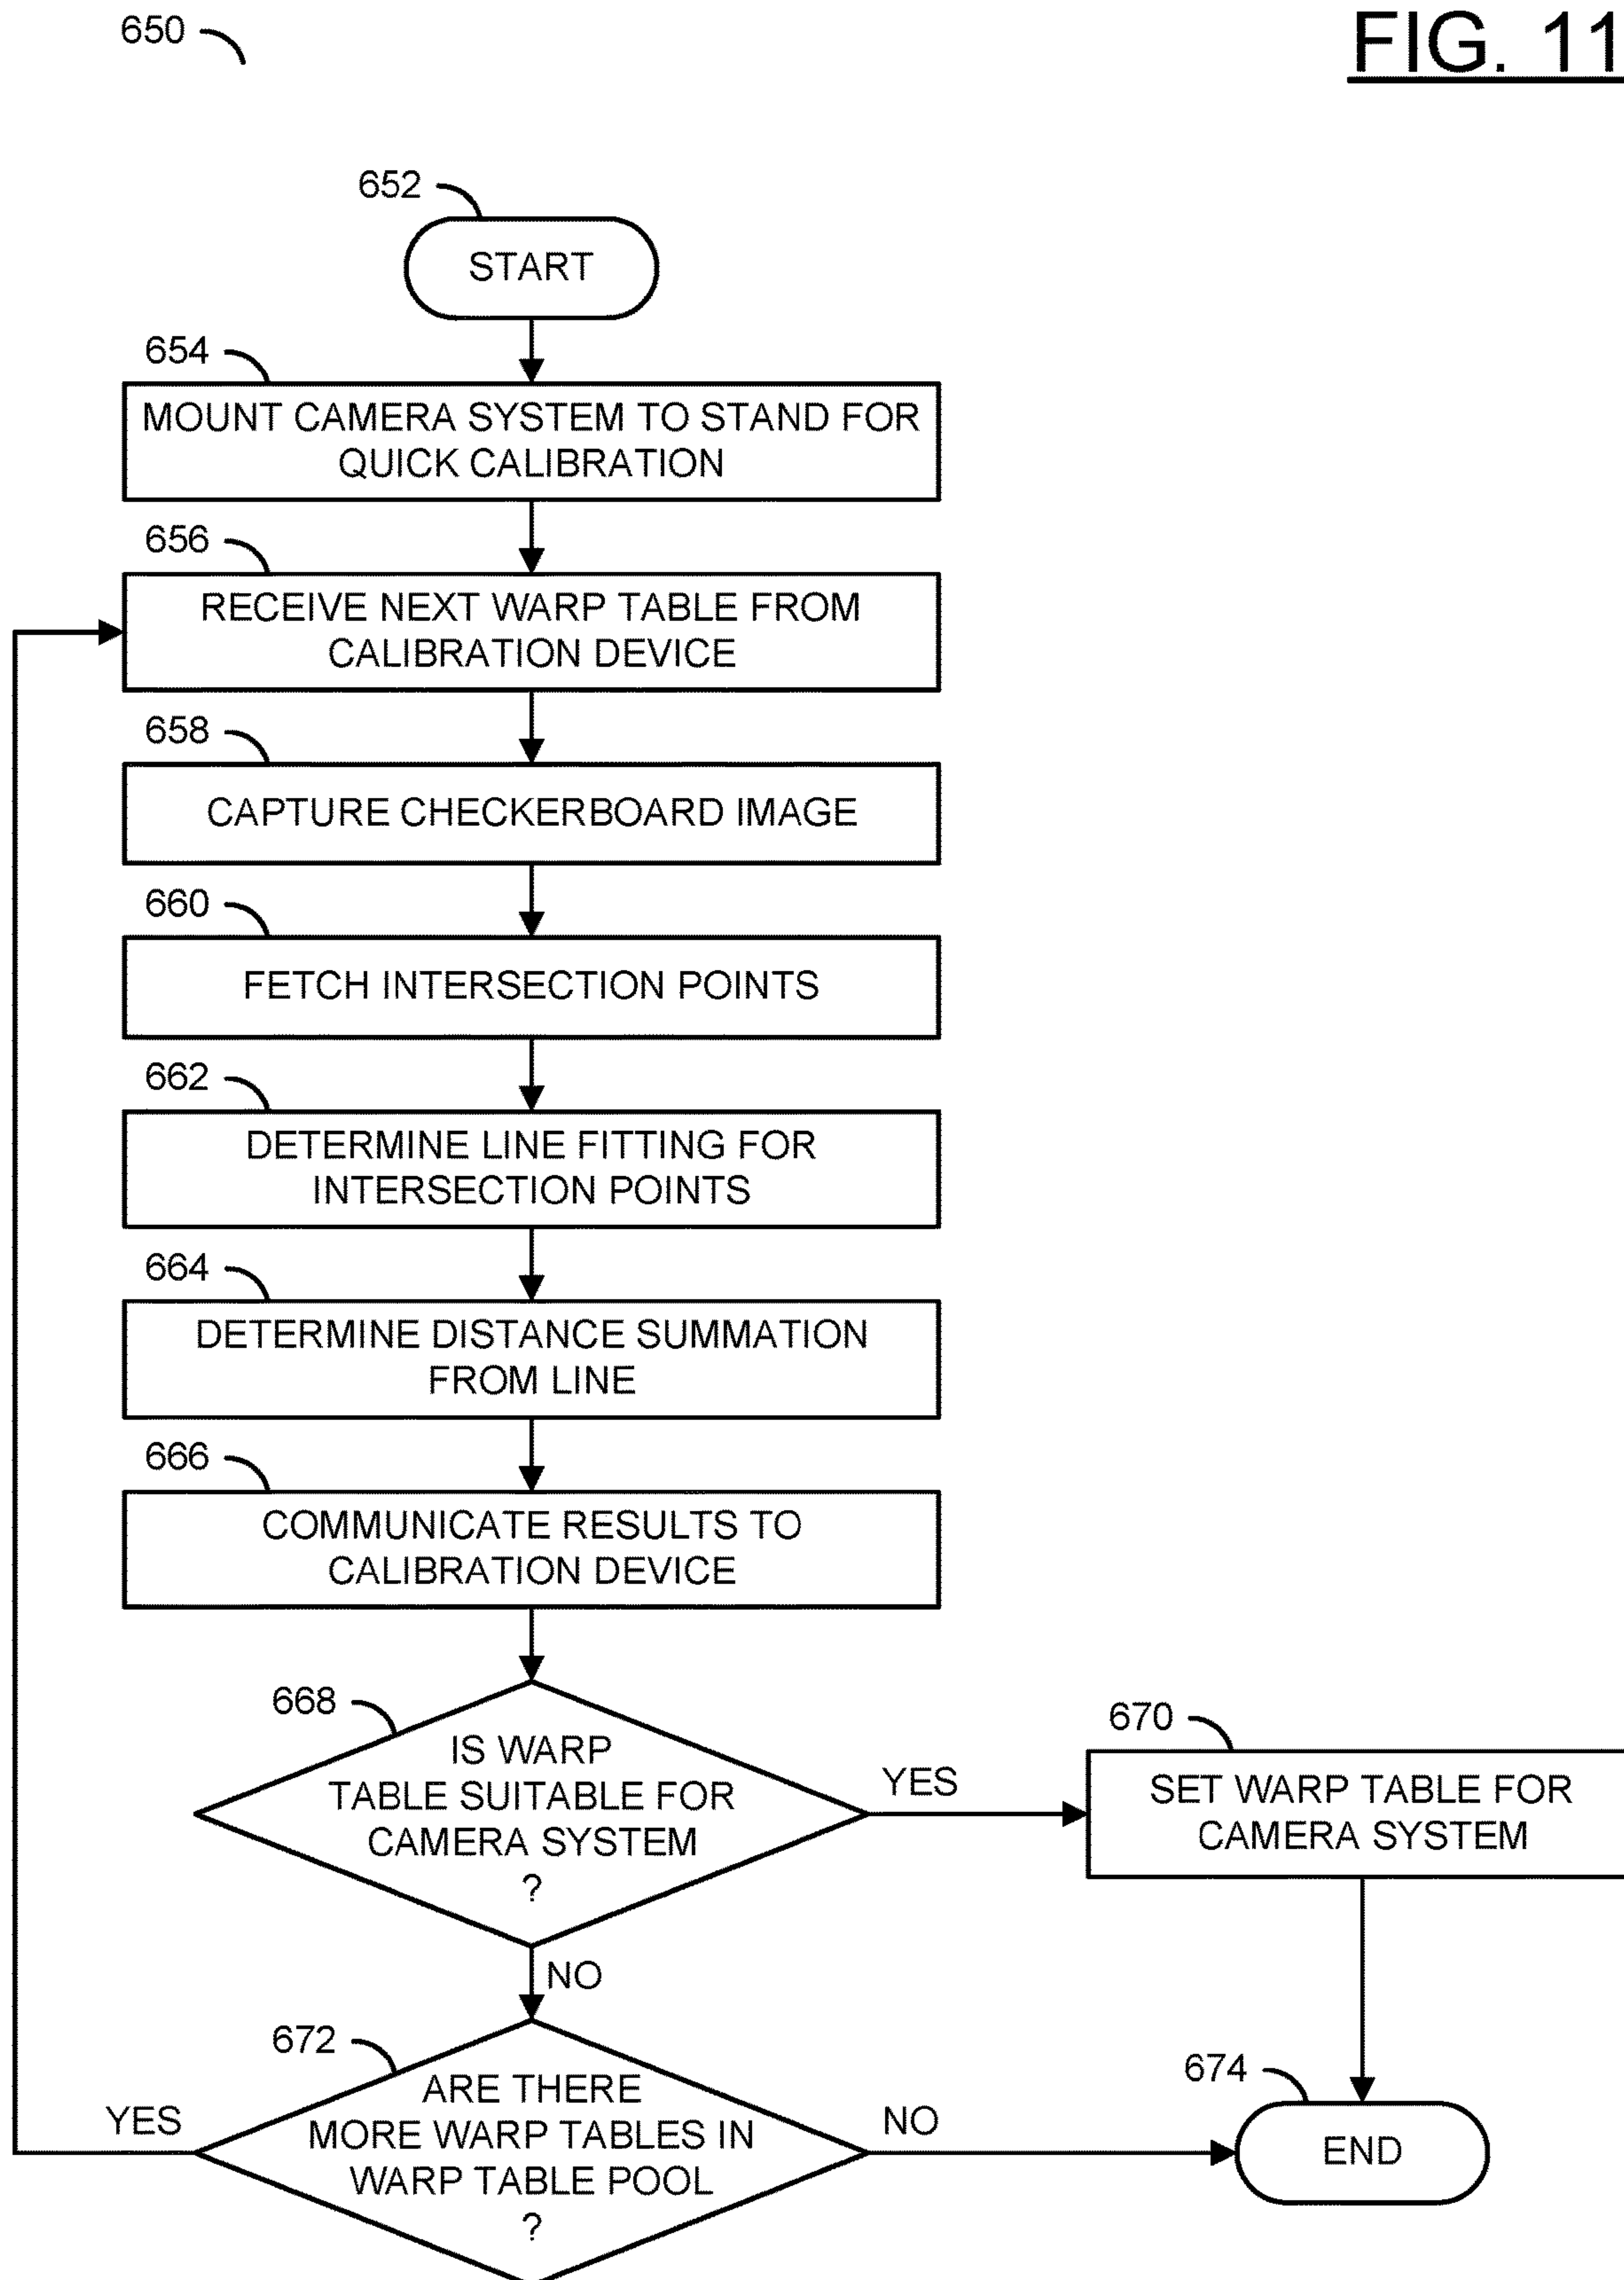 650
FIG. 11
652
START
654
MOUNT CAMERA SYSTEM TO STAND FOR
QUICK CALIBRATION
656
RECEIVE NEXT WARP TABLE FROM
CALIBRATION DEVICE
658
CAPTURE CHECKERBOARD IMAGE
660
FETCH INTERSECTION POINTS
662
DETERMINE LINE FITTING FOR
INTERSECTION POINTS
664
DETERMINE DISTANCE SUMMATION
FROM LINE
666
COMMUNICATE RESULTS TO
CALIBRATION DEVICE
668
IS WARP
TABLE SUITABLE FOR
CAMERA SYSTEM
?
YES
670
SET WARP TABLE FOR
CAMERA SYSTEM
NO
672
ARE THERE
MORE WARP TABLES IN
WARP TABLE POOL
?
YES
NO
674
END